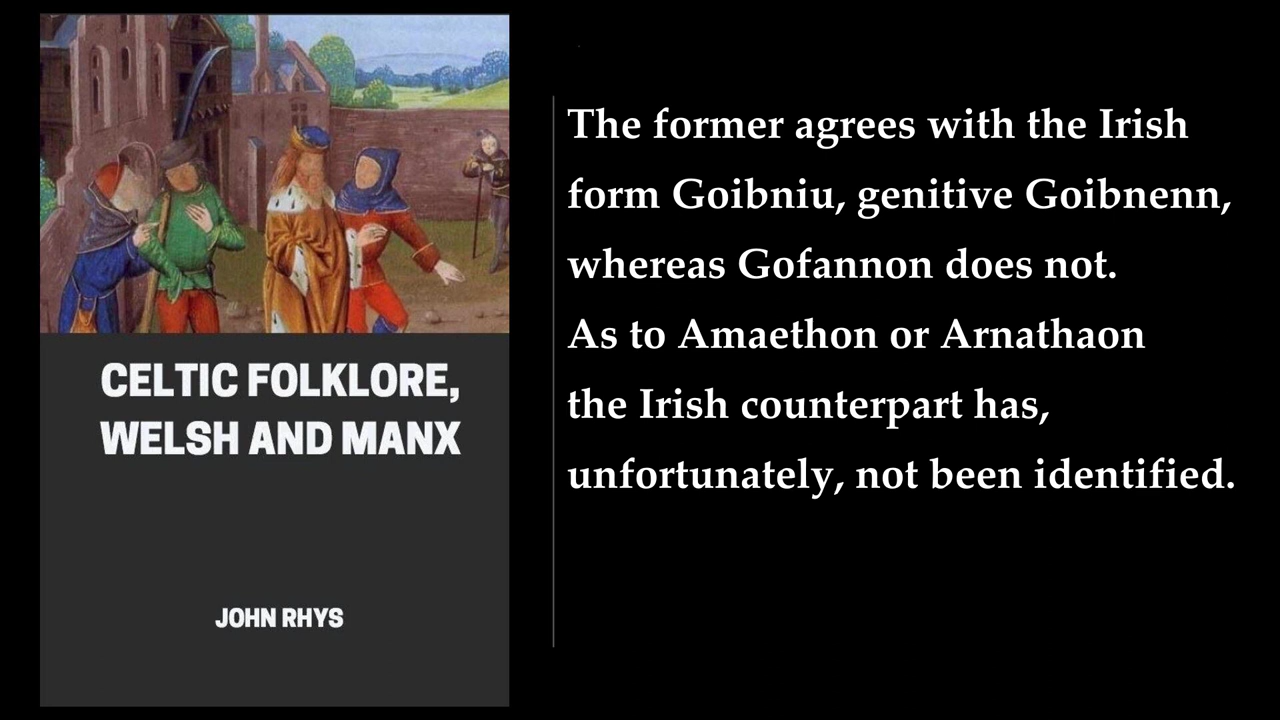 CELTIC FOLKLORE,
WELSH AND MANX
JOHN RHYS
The former agrees with the Irish
form Goibniu, genitive Goibnenn,
whereas Gofannon does not.
As to Amaethon or Arnathaon
the Irish counterpart has,
unfortunately, not been identified.